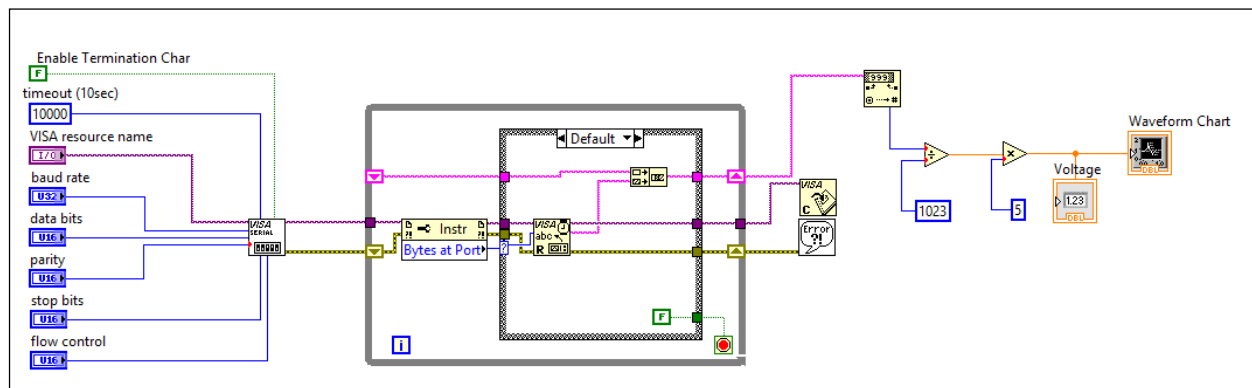 Enable Termination Char
F
timeout (10sec)
10000
VISA resource name
I/O
baud rate
U32
data bits
U16
parity
U16
stop bits
U16
flow control
U16
VISA
SERIAL
Instr
Bytes at Port
Default
?
VISA
abc
R
F
i
VISA
C
Error
?!
999
#
1023
÷
×
5
Waveform Chart
DBL
Voltage
1.23
DBL